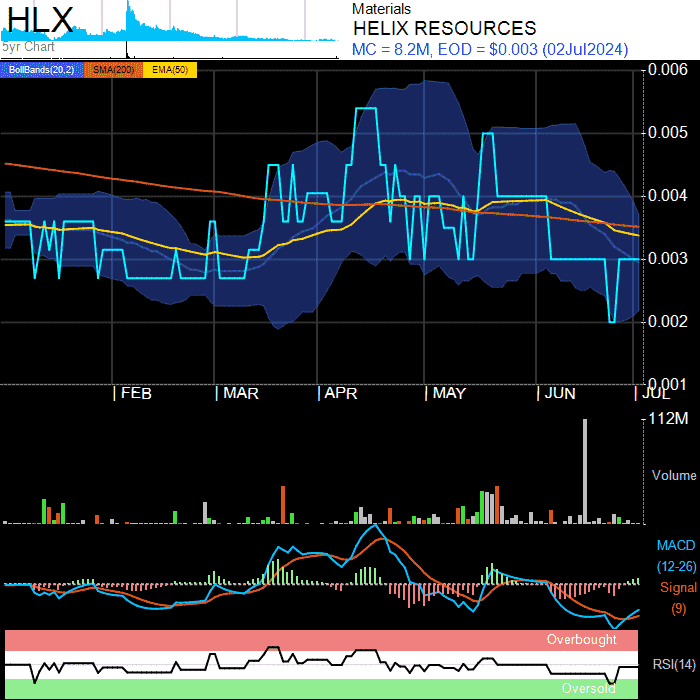 HLX
5yr Chart
Materials
HELIX RESOURCES
MC = 8.2M, EOD = $0.003 (02Jul2024)
BollBands(20,2) SMA(200) EMA(50)
0.006
0.005
0.004
0.003
0.002
0.001
FEB MAR APR MAY JUN JUL
112M
Volume
MACD
(12-26)
Signal
(9)
Overbought
RSI(14)
Oversold